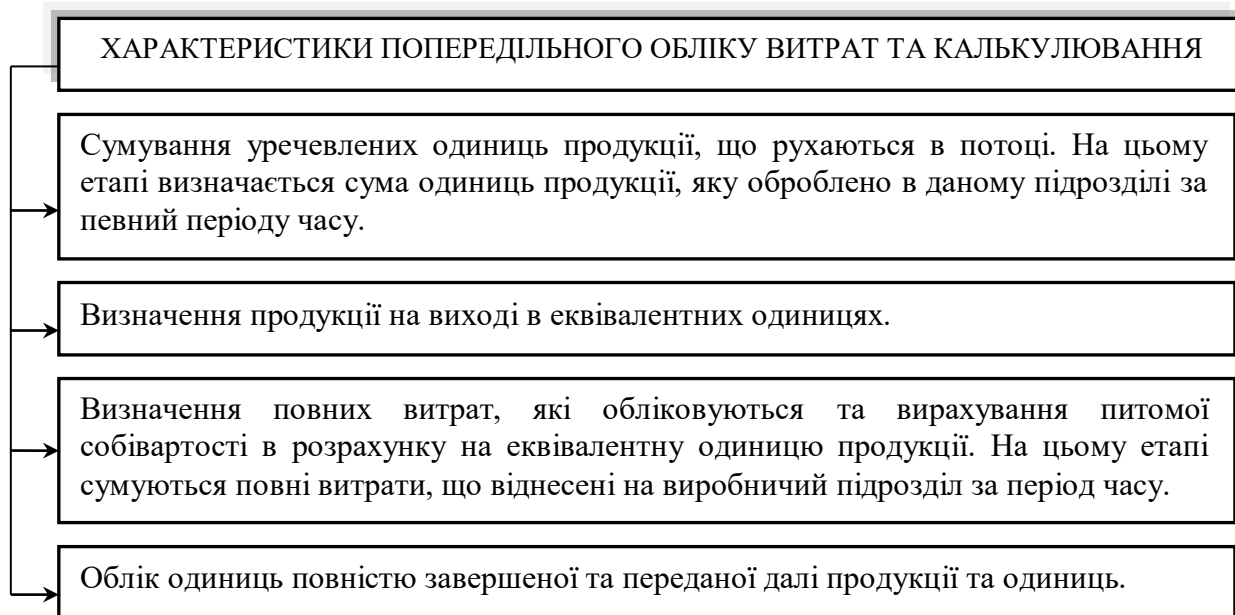 ХАРАКТЕРИСТИКИ ПОПЕРЕДІЛЬНОГО ОБЛІКУ ВИТРАТ ТА КАЛЬКУЛЮВАННЯ
Сумування уречевлених одиниць продукції, що рухаються в потоці. На цьому
етапі визначається сума одиниць продукції, яку оброблено в даному підрозділі за
певний періоду часу.
Визначення продукції на виході в еквівалентних одиницях.
Визначення повних витрат, які обліковуються та вирахування питомої
собівартості в розрахунку на еквівалентну одиницю продукції. На цьому етапі
сумуються повні витрати, що віднесені на виробничий підрозділ за період часу.
Облік одиниць повністю завершеної та переданої далі продукції та одиниць.